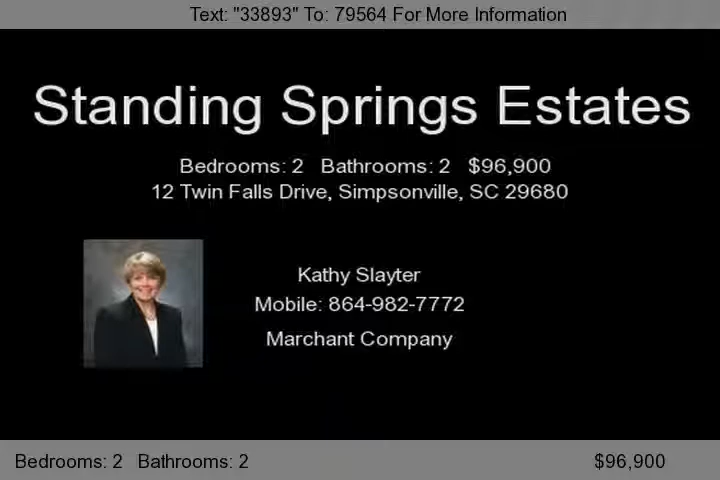 Text: "33893" To: 79564 For More Information
Standing Springs Estates
Bedrooms: 2 Bathrooms: 2 $96,900
12 Twin Falls Drive, Simpsonville, SC 29680
Kathy Slayter
Mobile: 864-982-7772
Marchant Company
Bedrooms: 2 Bathrooms: 2 $96,900